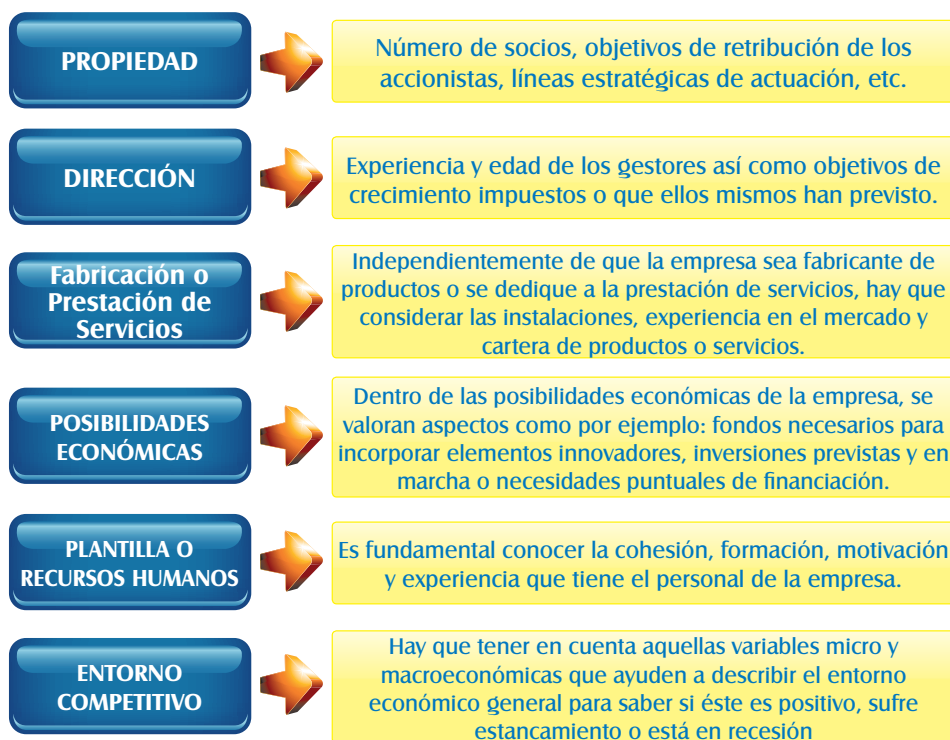 PROPIEDAD
Número de socios, objetivos de retribución de los
accionistas, líneas estratégicas de actuación, etc.
DIRECCIÓN
Experiencia y edad de los gestores así como objetivos de
crecimiento impuestos o que ellos mismos han previsto.
Fabricación o
Prestación de
Servicios
Independientemente de que la empresa sea fabricante de
productos o se dedique a la prestación de servicios, hay que
considerar las instalaciones, experiencia en el mercado y
cartera de productos o servicios.
POSIBILIDADES
ECONÓMICAS
Dentro de las posibilidades económicas de la empresa, se
valoran aspectos como por ejemplo: fondos necesarios para
incorporar elementos innovadores, inversiones previstas y en
marcha o necesidades puntuales de financiación.
PLANTILLA O
RECURSOS HUMANOS
Es fundamental conocer la cohesión, formación, motivación
y experiencia que tiene el personal de la empresa.
ENTORNO
COMPETITIVO
Hay que tener en cuenta aquellas variables micro y
macroeconómicas que ayuden a describir el entorno
económico general para saber si éste es positivo, sufre
estancamiento o está en recesión